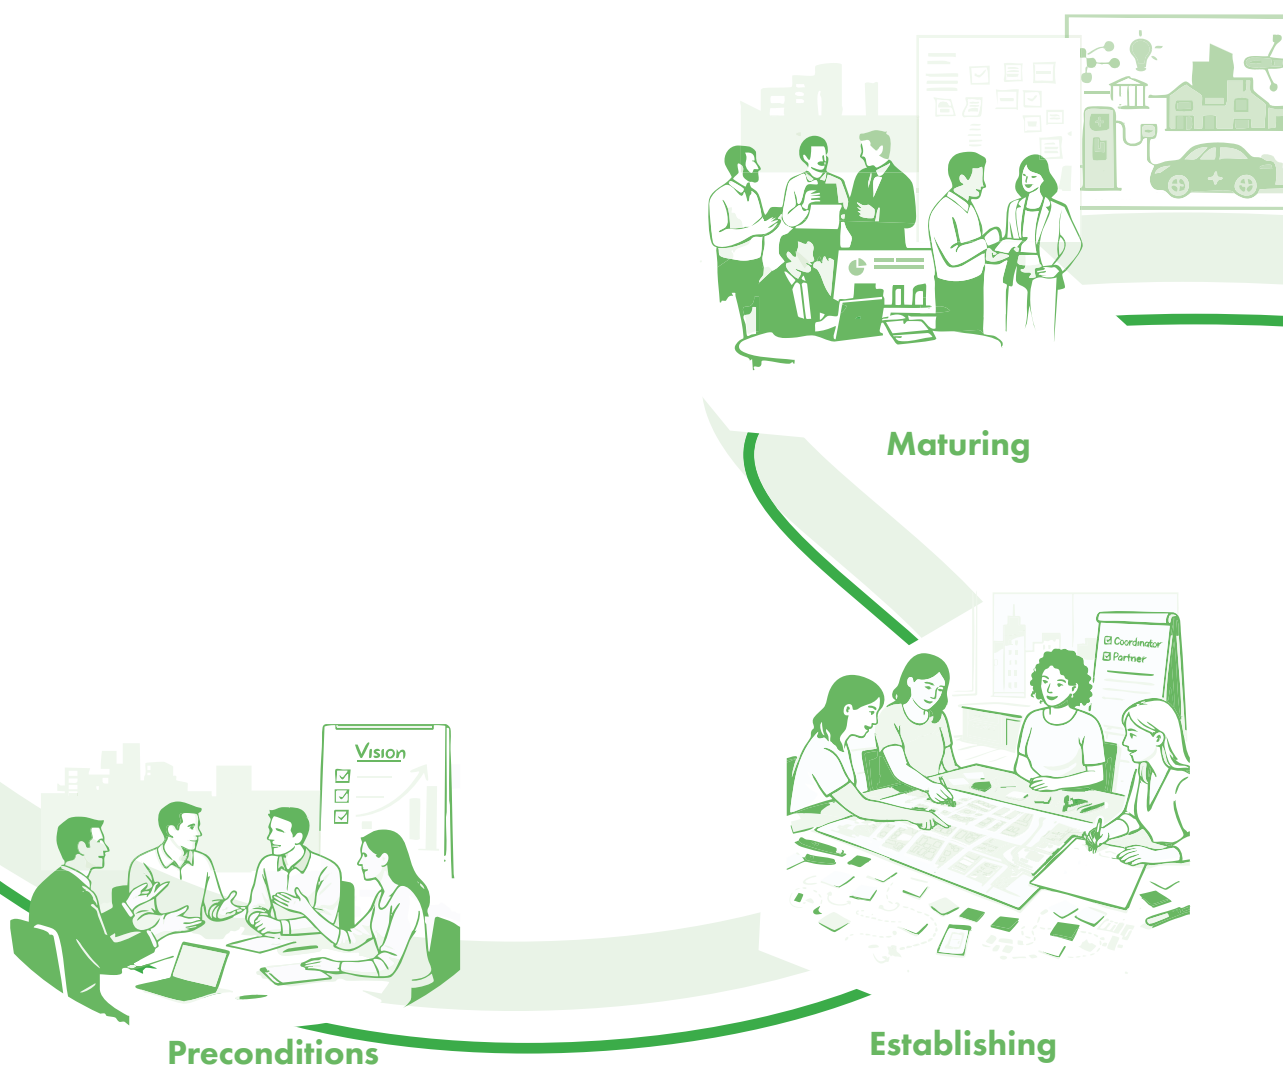 Maturing
Coordinator
Partner
Vision
Establishing
Preconditions